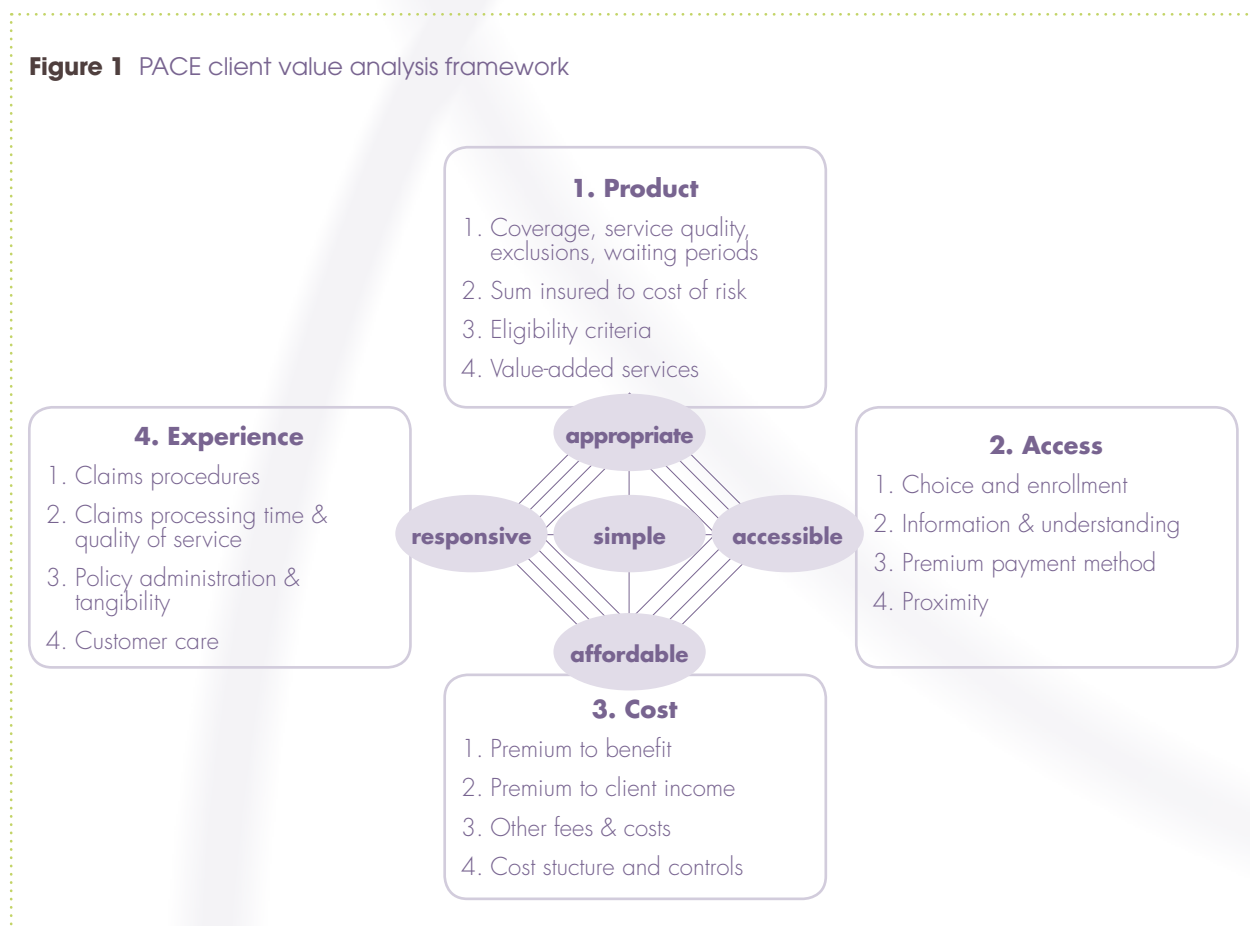 Figure 1 PACE client value analysis framework
1. Product
1. Coverage, service quality,
exclusions, waiting periods
2. Sum insured to cost of risk
3. Eligibility criteria
4. Value-added services
appropriate
4. Experience
1. Claims procedures
2. Claims processing time &
quality of service
3. Policy administration &
tangibility
4. Customer care
responsive
simple
accessible
2. Access
1. Choice and enrollment
2. Information & understanding
3. Premium payment method
4. Proximity
affordable
3. Cost
1. Premium to benefit
2. Premium to client income
3. Other fees & costs
4. Cost stucture and controls